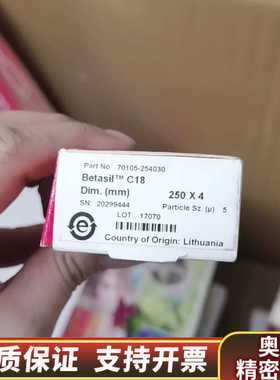 Part No 70105-254030
Betasil™ C18
Dim. (mm) 250 X 4
SN: 20299444 Particle Sz. (µ) 5
LOT 17070
e
Country of Origin: Lithuania
质保证 支持开票
奥
精密